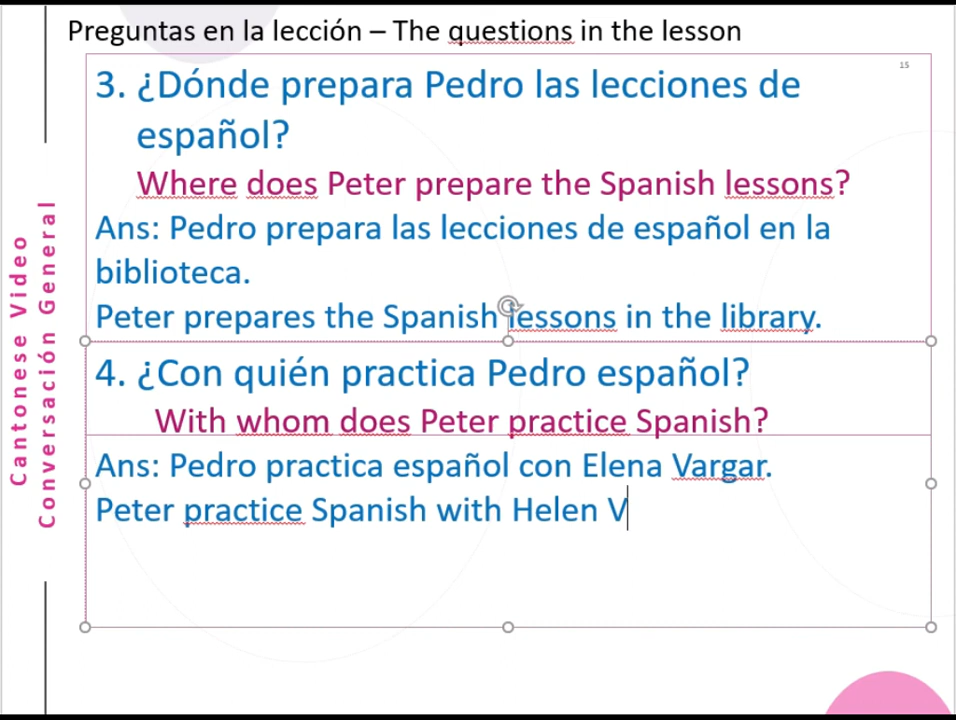 Preguntas en la lección – The questions in the lesson
15
3. ¿Dónde prepara Pedro las lecciones de
español?
Where does Peter prepare the Spanish lessons?
Ans: Pedro prepara las lecciones de español en la
biblioteca.
Peter prepares the Spanish lessons in the library.
4. ¿Con quién practica Pedro español?
With whom does Peter practice Spanish?
Ans: Pedro practica español con Elena Vargar.
Peter practice Spanish with Helen V
Cantonese Video
Conversación General